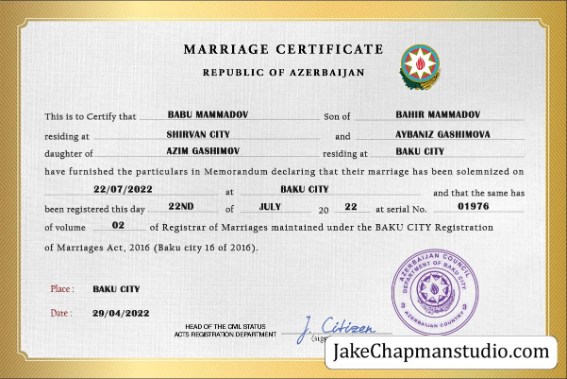 MARRIAGE CERTIFICATE
REPUBLIC OF AZERBAIJAN
This is to Certify that BABU MAMMADOV Son of BAHIR MAMMADOV
residing at SHIRVAN CITY and AYBANIZ GASHIMOVA
daughter of AZIM GASHIMOV residing at BAKU CITY
have furnished the particulars in Memorandum declaring that their marriage has been solemnized on
22/07/2022 at BAKU CITY and that the same has
been registered this day 22ND of JULY 20 22 at serial No. 01976
of volume 02 of Registrar of Marriages maintained under the BAKU CITY Registration
of Marriages Act, 2016 (Baku city 16 of 2016).
AZERBAIJAN COUNCIL
DEPARTMENT OF BAKU CITY
AZERBAIJAN COUNTRY
Place : BAKU CITY
Date : 29/04/2022
HEAD OF THE CIVIL STATUS
ACTS REGISTRATION DEPARTMENT
J. Citizen
JakeChapmanstudio.com